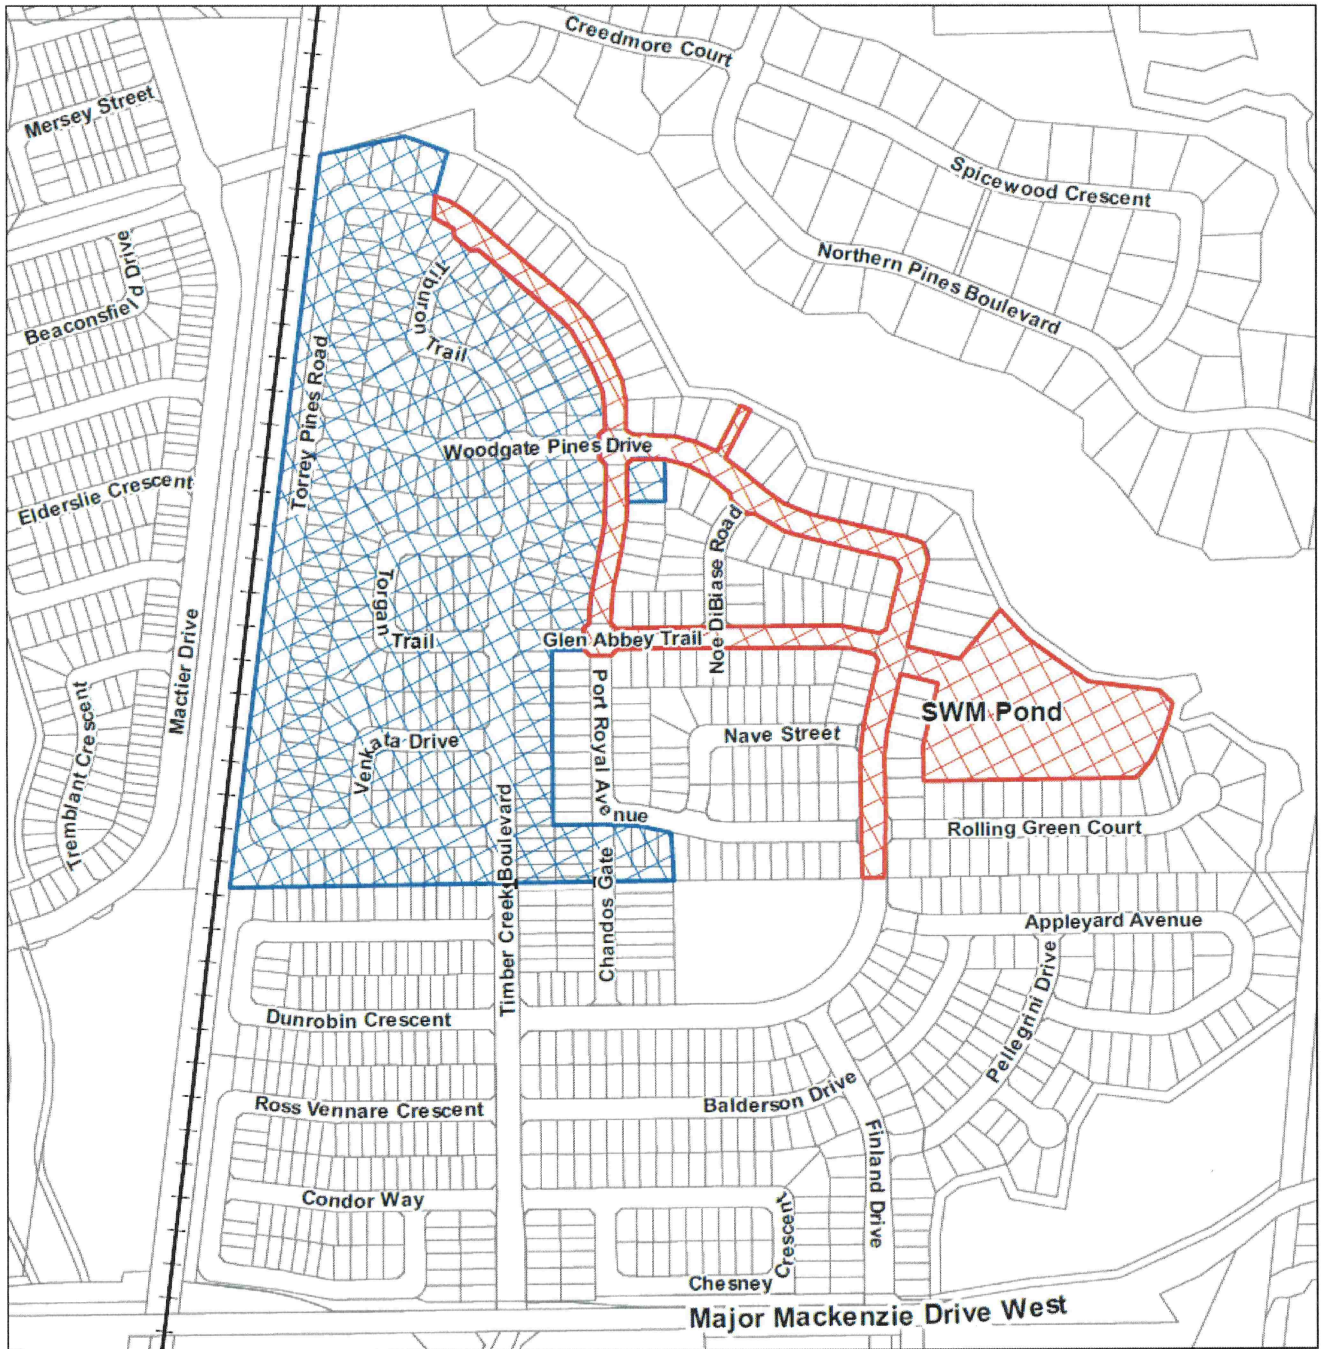 Creedmore Court
Mersey Street
Spicewood Crescent
Beaconsfield Drive
Northern Pines Boulevard
Tiburon
Trail
Torrey Pines Road
Woodgate Pines Drive
Elderslie Crescent
Noe DiBiase Road
Torgan
Trail
Glen Abbey Trail
Mactier Drive
Port Royal Avenue
SWM Pond
Tremblant Crescent
Venkata Drive
Nave Street
Rolling Green Court
Timber Creek Boulevard
Chandos Gate
Appleyard Avenue
Pellegrini Drive
Dunrobin Crescent
Ross Vennare Crescent
Balderson Drive
Finland Drive
Condor Way
Chesney
Crescent
Major Mackenzie Drive West